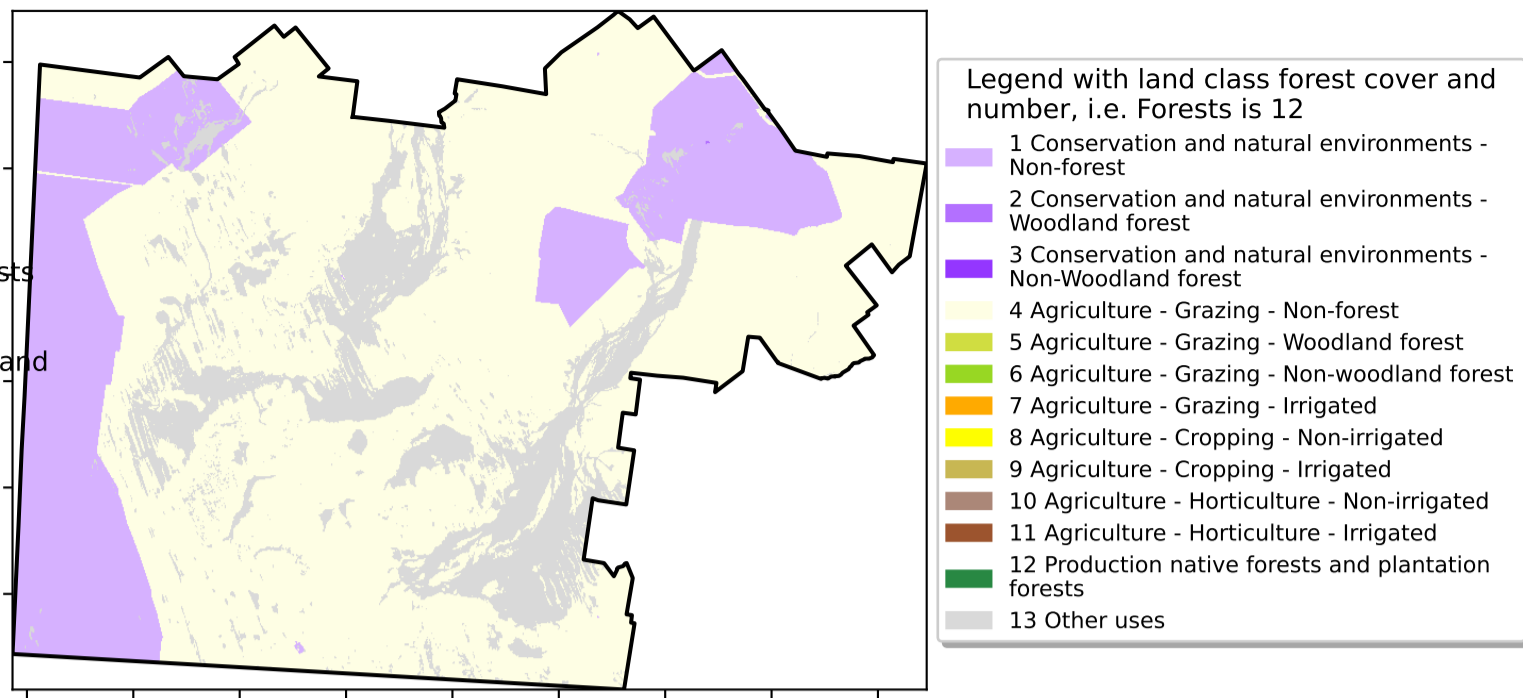 Legend with land class forest cover and
number, i.e. Forests is 12
1 Conservation and natural environments -
Non-forest
2 Conservation and natural environments -
Woodland forest
3 Conservation and natural environments -
Non-Woodland forest
4 Agriculture - Grazing - Non-forest
5 Agriculture - Grazing - Woodland forest
6 Agriculture - Grazing - Non-woodland forest
7 Agriculture - Grazing - Irrigated
8 Agriculture - Cropping - Non-irrigated
9 Agriculture - Cropping - Irrigated
10 Agriculture - Horticulture - Non-irrigated
11 Agriculture - Horticulture - Irrigated
12 Production native forests and plantation
forests
13 Other uses